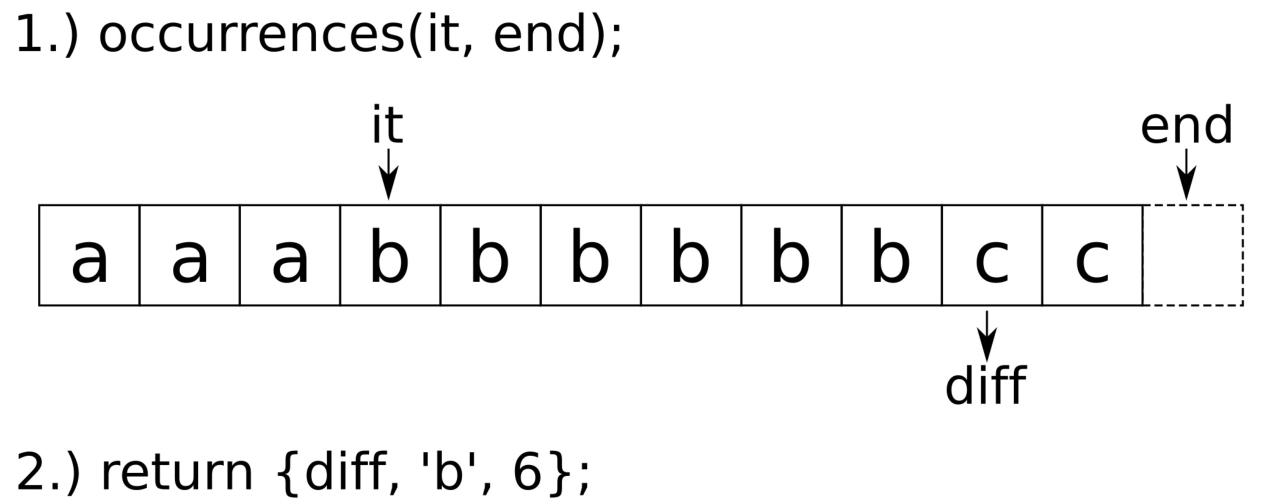 1.) occurrences(it, end);
it end
a a a b b b b b b c c
diff
2.) return {diff, 'b', 6};